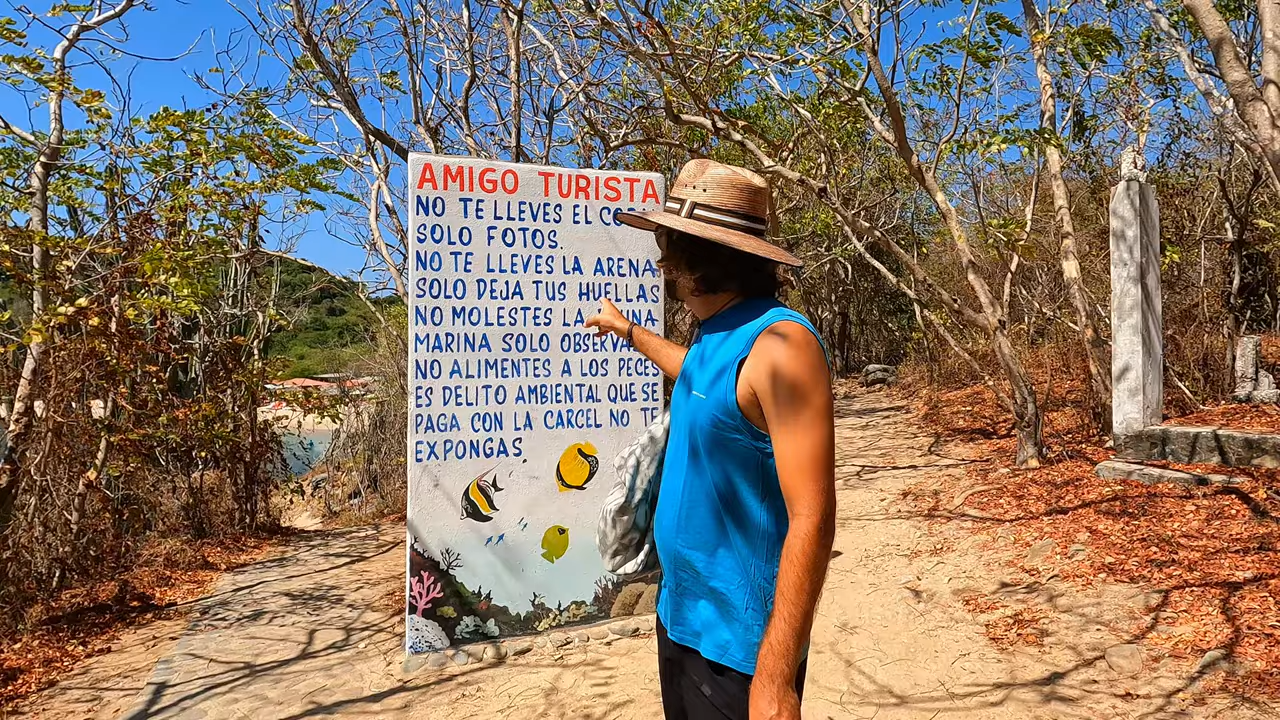 AMIGO TURISTA
NO TE LLEVES EL
SOLO FOTOS.
NO TE LLEVES LA ARENA
SOLO DEJA TUS HUELLAS
NO MOLESTES LA
MARINA SOLO
NO ALIMENTES A LOS PECES
ES DELITO AMBIENTAL QUE SE
PAGA CON LA CARCEL NO TE
EXPONGAS